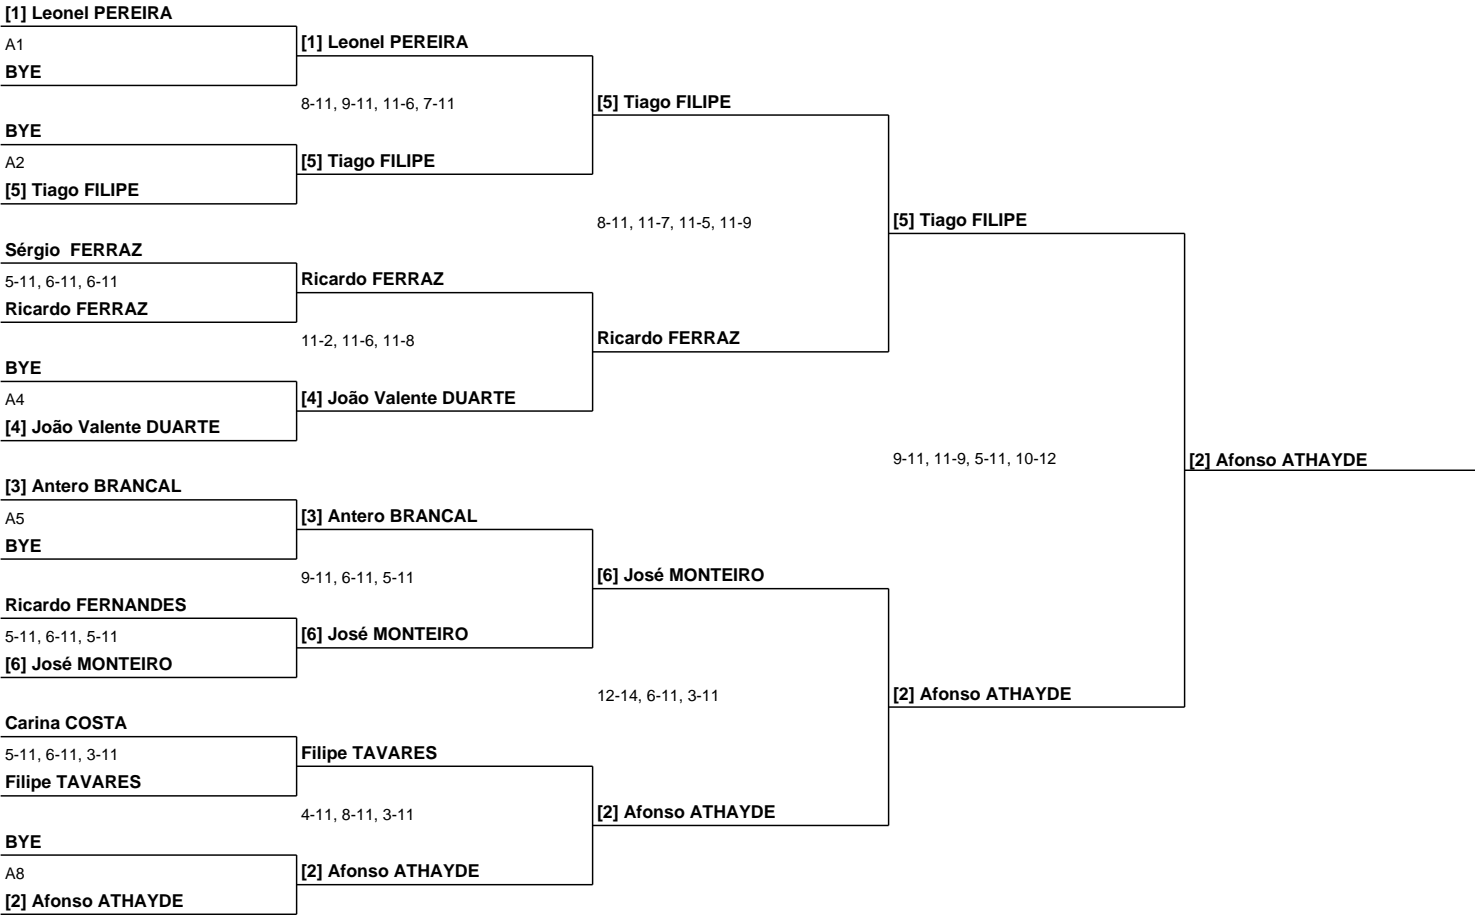 [1] Leonel PEREIRA
A1
BYE
BYE
A2
[5] Tiago FILIPE
Sérgio  FERRAZ
5-11, 6-11, 6-11
Ricardo FERRAZ
BYE
A4
[4] João Valente DUARTE
[3] Antero BRANCAL
A5
BYE
Ricardo FERNANDES
5-11, 6-11, 5-11
[6] José MONTEIRO
Carina COSTA
5-11, 6-11, 3-11
Filipe TAVARES
BYE
A8
[2] Afonso ATHAYDE
[1] Leonel PEREIRA
8-11, 9-11, 11-6, 7-11
[5] Tiago FILIPE
Ricardo FERRAZ
11-2, 11-6, 11-8
[4] João Valente DUARTE
[3] Antero BRANCAL
9-11, 6-11, 5-11
[6] José MONTEIRO
Filipe TAVARES
4-11, 8-11, 3-11
[2] Afonso ATHAYDE
[5] Tiago FILIPE
8-11, 11-7, 11-5, 11-9
Ricardo FERRAZ
[6] José MONTEIRO
12-14, 6-11, 3-11
[2] Afonso ATHAYDE
[5] Tiago FILIPE
9-11, 11-9, 5-11, 10-12
[2] Afonso ATHAYDE
[2] Afonso ATHAYDE